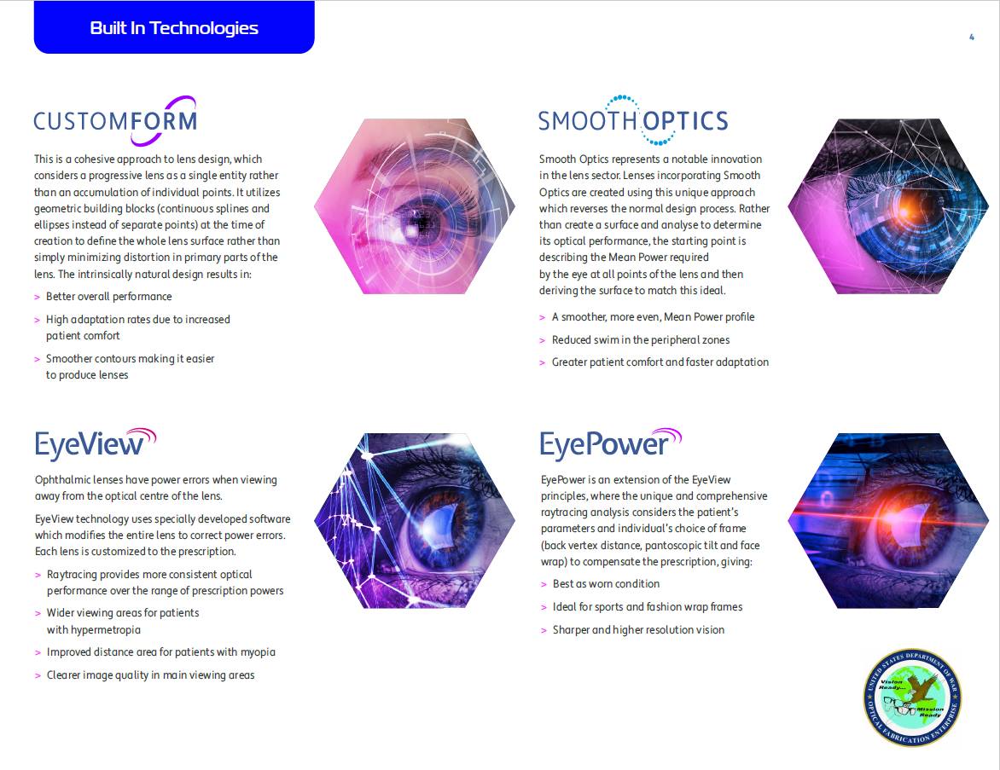 Built In Technologies
4
CUSTOMFORM
This is a cohesive approach to lens design, which
considers a progressive lens as a single entity rather
than an accumulation of individual points. It utilizes
geometric building blocks (continuous splines and
ellipses instead of separate points) at the time of
creation to define the whole lens surface rather than
simply minimizing distortion in primary parts of the
lens. The intrinsically natural design results in:
> Better overall performance
> High adaptation rates due to increased
patient comfort
> Smoother contours making it easier
to produce lenses
SMOOTH OPTICS
Smooth Optics represents a notable innovation
in the lens sector. Lenses incorporating Smooth
Optics are created using this unique approach
which reverses the normal design process. Rather
than create a surface and analyse to determine
its optical performance, the starting point is
describing the Mean Power required
by the eye at all points of the lens and then
deriving the surface to match this ideal.
> A smoother, more even, Mean Power profile
> Reduced swim in the peripheral zones
> Greater patient comfort and faster adaptation
EyeView
Ophthalmic lenses have power errors when viewing
away from the optical centre of the lens.
EyeView technology uses specially developed software
which modifies the entire lens to correct power errors.
Each lens is customized to the prescription.
> Raytracing provides more consistent optical
performance over the range of prescription powers
> Wider viewing areas for patients
with hypermetropia
> Improved distance area for patients with myopia
> Clearer image quality in main viewing areas
EyePower
EyePower is an extension of the EyeView
principles, where the unique and comprehensive
raytracing analysis considers the patient's
parameters and individual's choice of frame
(back vertex distance, pantoscopic tilt and face
wrap) to compensate the prescription, giving:
> Best as worn condition
> Ideal for sports and fashion wrap frames
> Sharper and higher resolution vision
UNITED STATES DEPARTMENT OF WAR
Vision
Ready...
Mission
Ready
OPTICAL FABRICATION ENTERPRISE